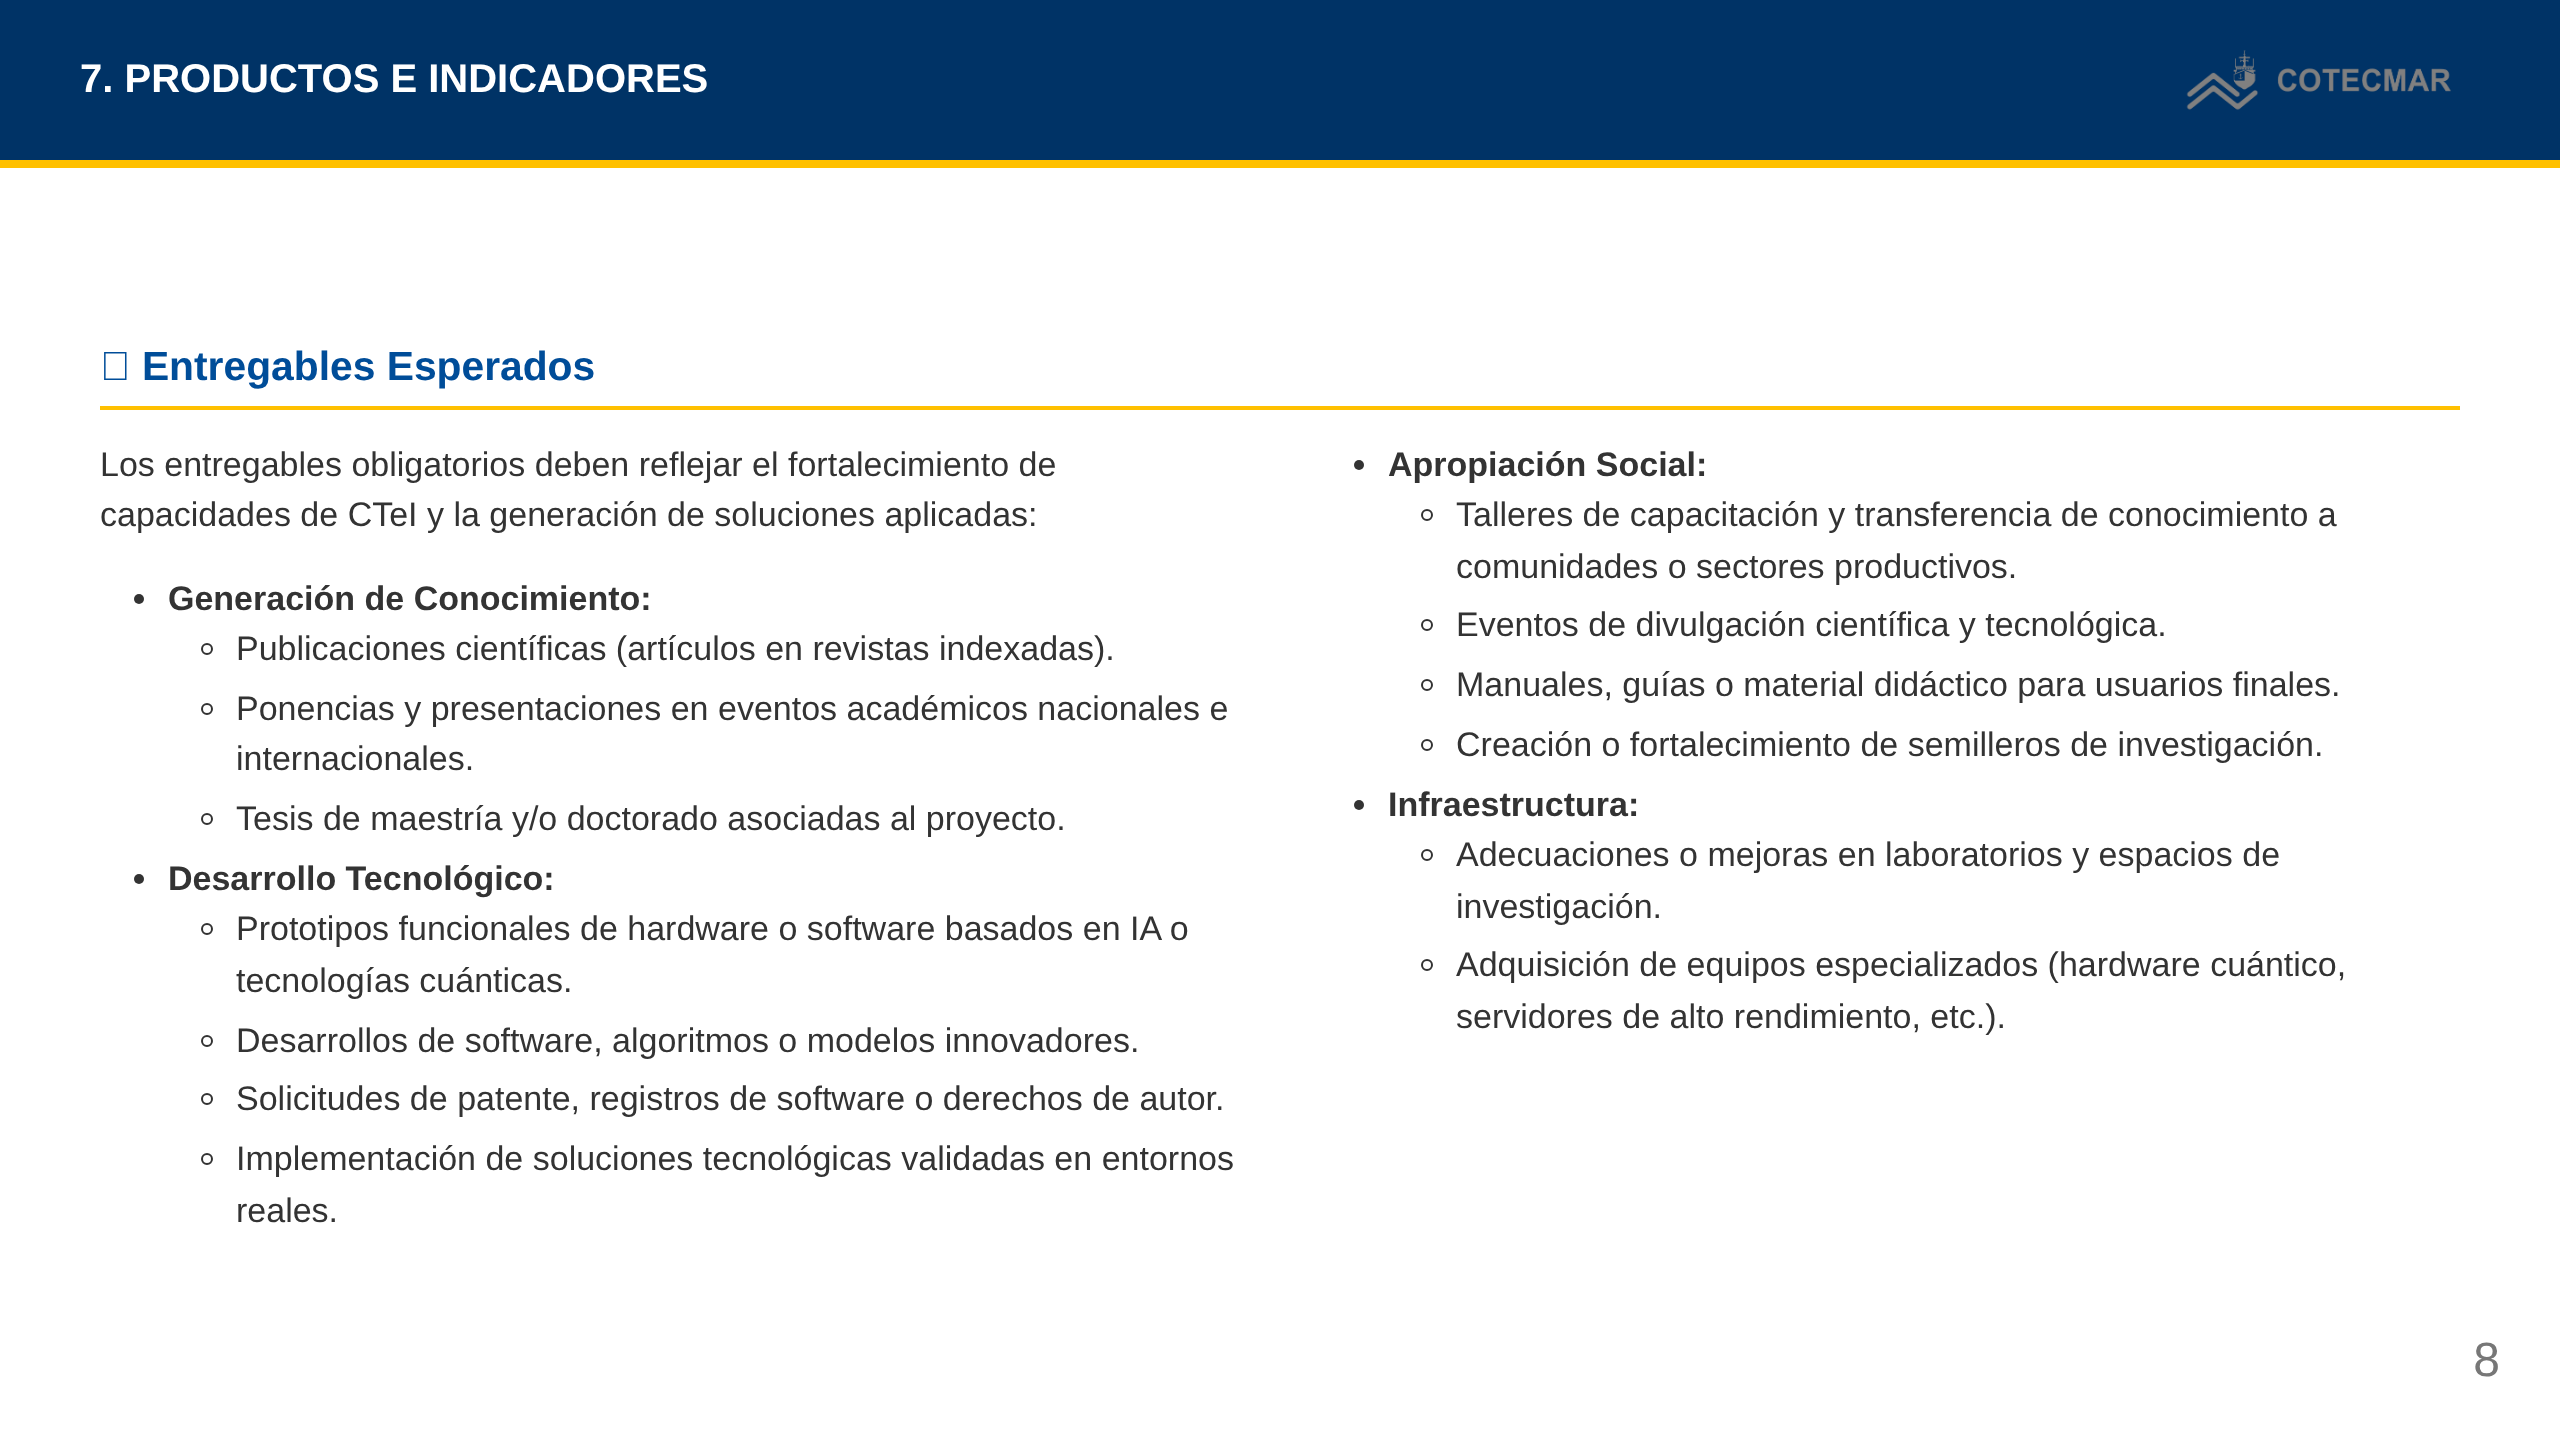 7. PRODUCTOS E INDICADORES
COTECMAR
Entregables Esperados
Los entregables obligatorios deben reflejar el fortalecimiento de
capacidades de CTeI y la generación de soluciones aplicadas:
• Generación de Conocimiento:
◦ Publicaciones científicas (artículos en revistas indexadas).
◦ Ponencias y presentaciones en eventos académicos nacionales e
internacionales.
◦ Tesis de maestría y/o doctorado asociadas al proyecto.
• Desarrollo Tecnológico:
◦ Prototipos funcionales de hardware o software basados en IA o
tecnologías cuánticas.
◦ Desarrollos de software, algoritmos o modelos innovadores.
◦ Solicitudes de patente, registros de software o derechos de autor.
◦ Implementación de soluciones tecnológicas validadas en entornos
reales.
• Apropiación Social:
◦ Talleres de capacitación y transferencia de conocimiento a
comunidades o sectores productivos.
◦ Eventos de divulgación científica y tecnológica.
◦ Manuales, guías o material didáctico para usuarios finales.
◦ Creación o fortalecimiento de semilleros de investigación.
• Infraestructura:
◦ Adecuaciones o mejoras en laboratorios y espacios de
investigación.
◦ Adquisición de equipos especializados (hardware cuántico,
servidores de alto rendimiento, etc.).
8